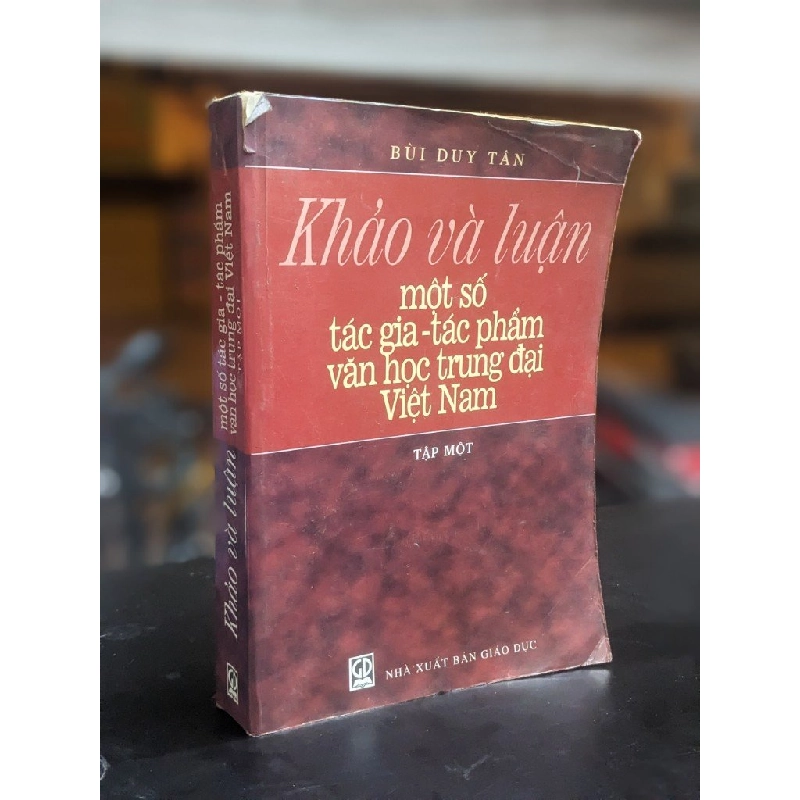 BÙI DUY TÂN
Khảo và luận
một số
tác gia-tác phẩm
văn học trung đại
Việt Nam
TẬP MỘT
GD
NHÀ XUẤT BẢN GIÁO DỤC
Khảo và luận
một số tác gia - tác phẩm
văn học trung đại Việt Nam
TẬP MỘT